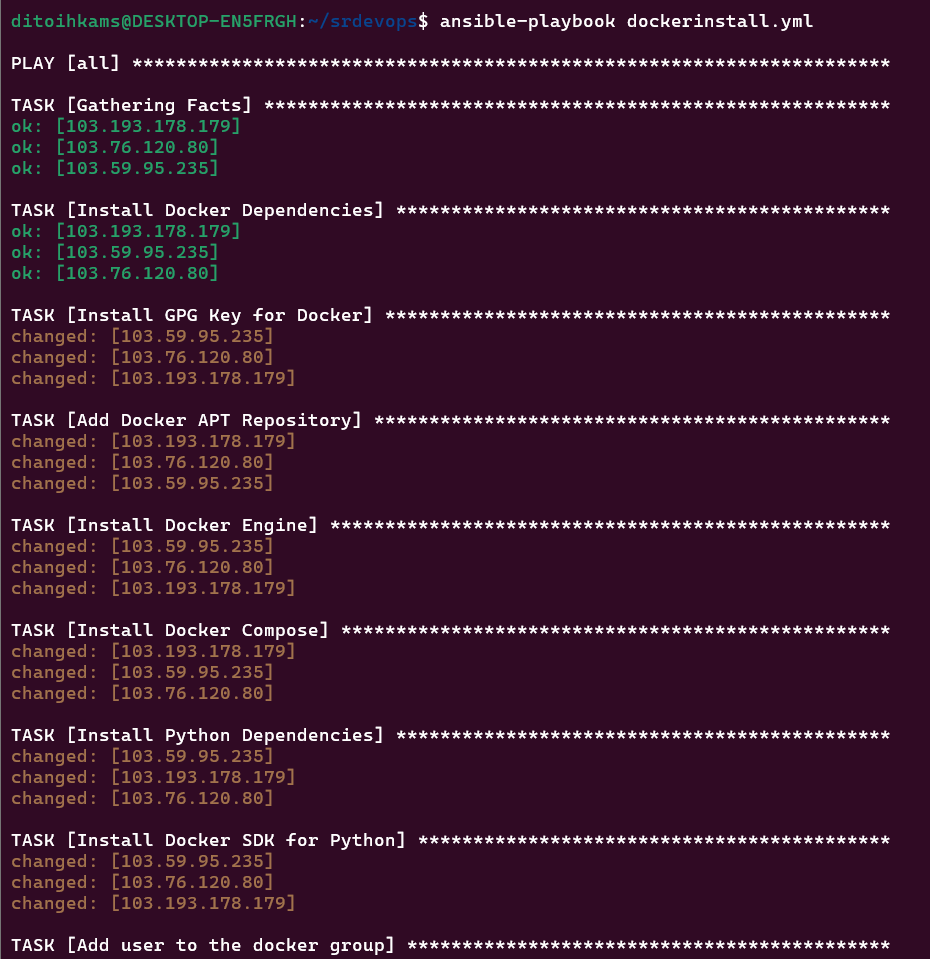 ditoihkams@DESKTOP-EN5FRGH:~/srdevops$ ansible-playbook dockerinstall.yml
PLAY [all] *********************************************************************
TASK [Gathering Facts] *********************************************************
ok: [103.193.178.179]
ok: [103.76.120.80]
ok: [103.59.95.235]
TASK [Install Docker Dependencies] *********************************************
ok: [103.193.178.179]
ok: [103.59.95.235]
ok: [103.76.120.80]
TASK [Install GPG Key for Docker] **********************************************
changed: [103.59.95.235]
changed: [103.76.120.80]
changed: [103.193.178.179]
TASK [Add Docker APT Repository] ***********************************************
changed: [103.193.178.179]
changed: [103.76.120.80]
changed: [103.59.95.235]
TASK [Install Docker Engine] ***************************************************
changed: [103.59.95.235]
changed: [103.76.120.80]
changed: [103.193.178.179]
TASK [Install Docker Compose] **************************************************
changed: [103.193.178.179]
changed: [103.59.95.235]
changed: [103.76.120.80]
TASK [Install Python Dependencies] *********************************************
changed: [103.59.95.235]
changed: [103.193.178.179]
changed: [103.76.120.80]
TASK [Install Docker SDK for Python] *******************************************
changed: [103.59.95.235]
changed: [103.76.120.80]
changed: [103.193.178.179]
TASK [Add user to the docker group] ********************************************